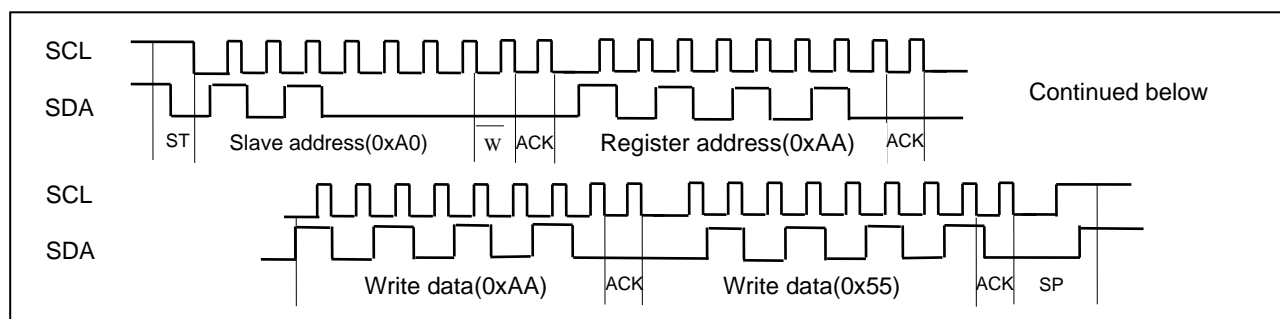 SCL
SDA
Continued below
ST Slave address(0xA0) W ACK Register address(0xAA) ACK
SCL
SDA
Write data(0xAA) ACK Write data(0x55) ACK SP